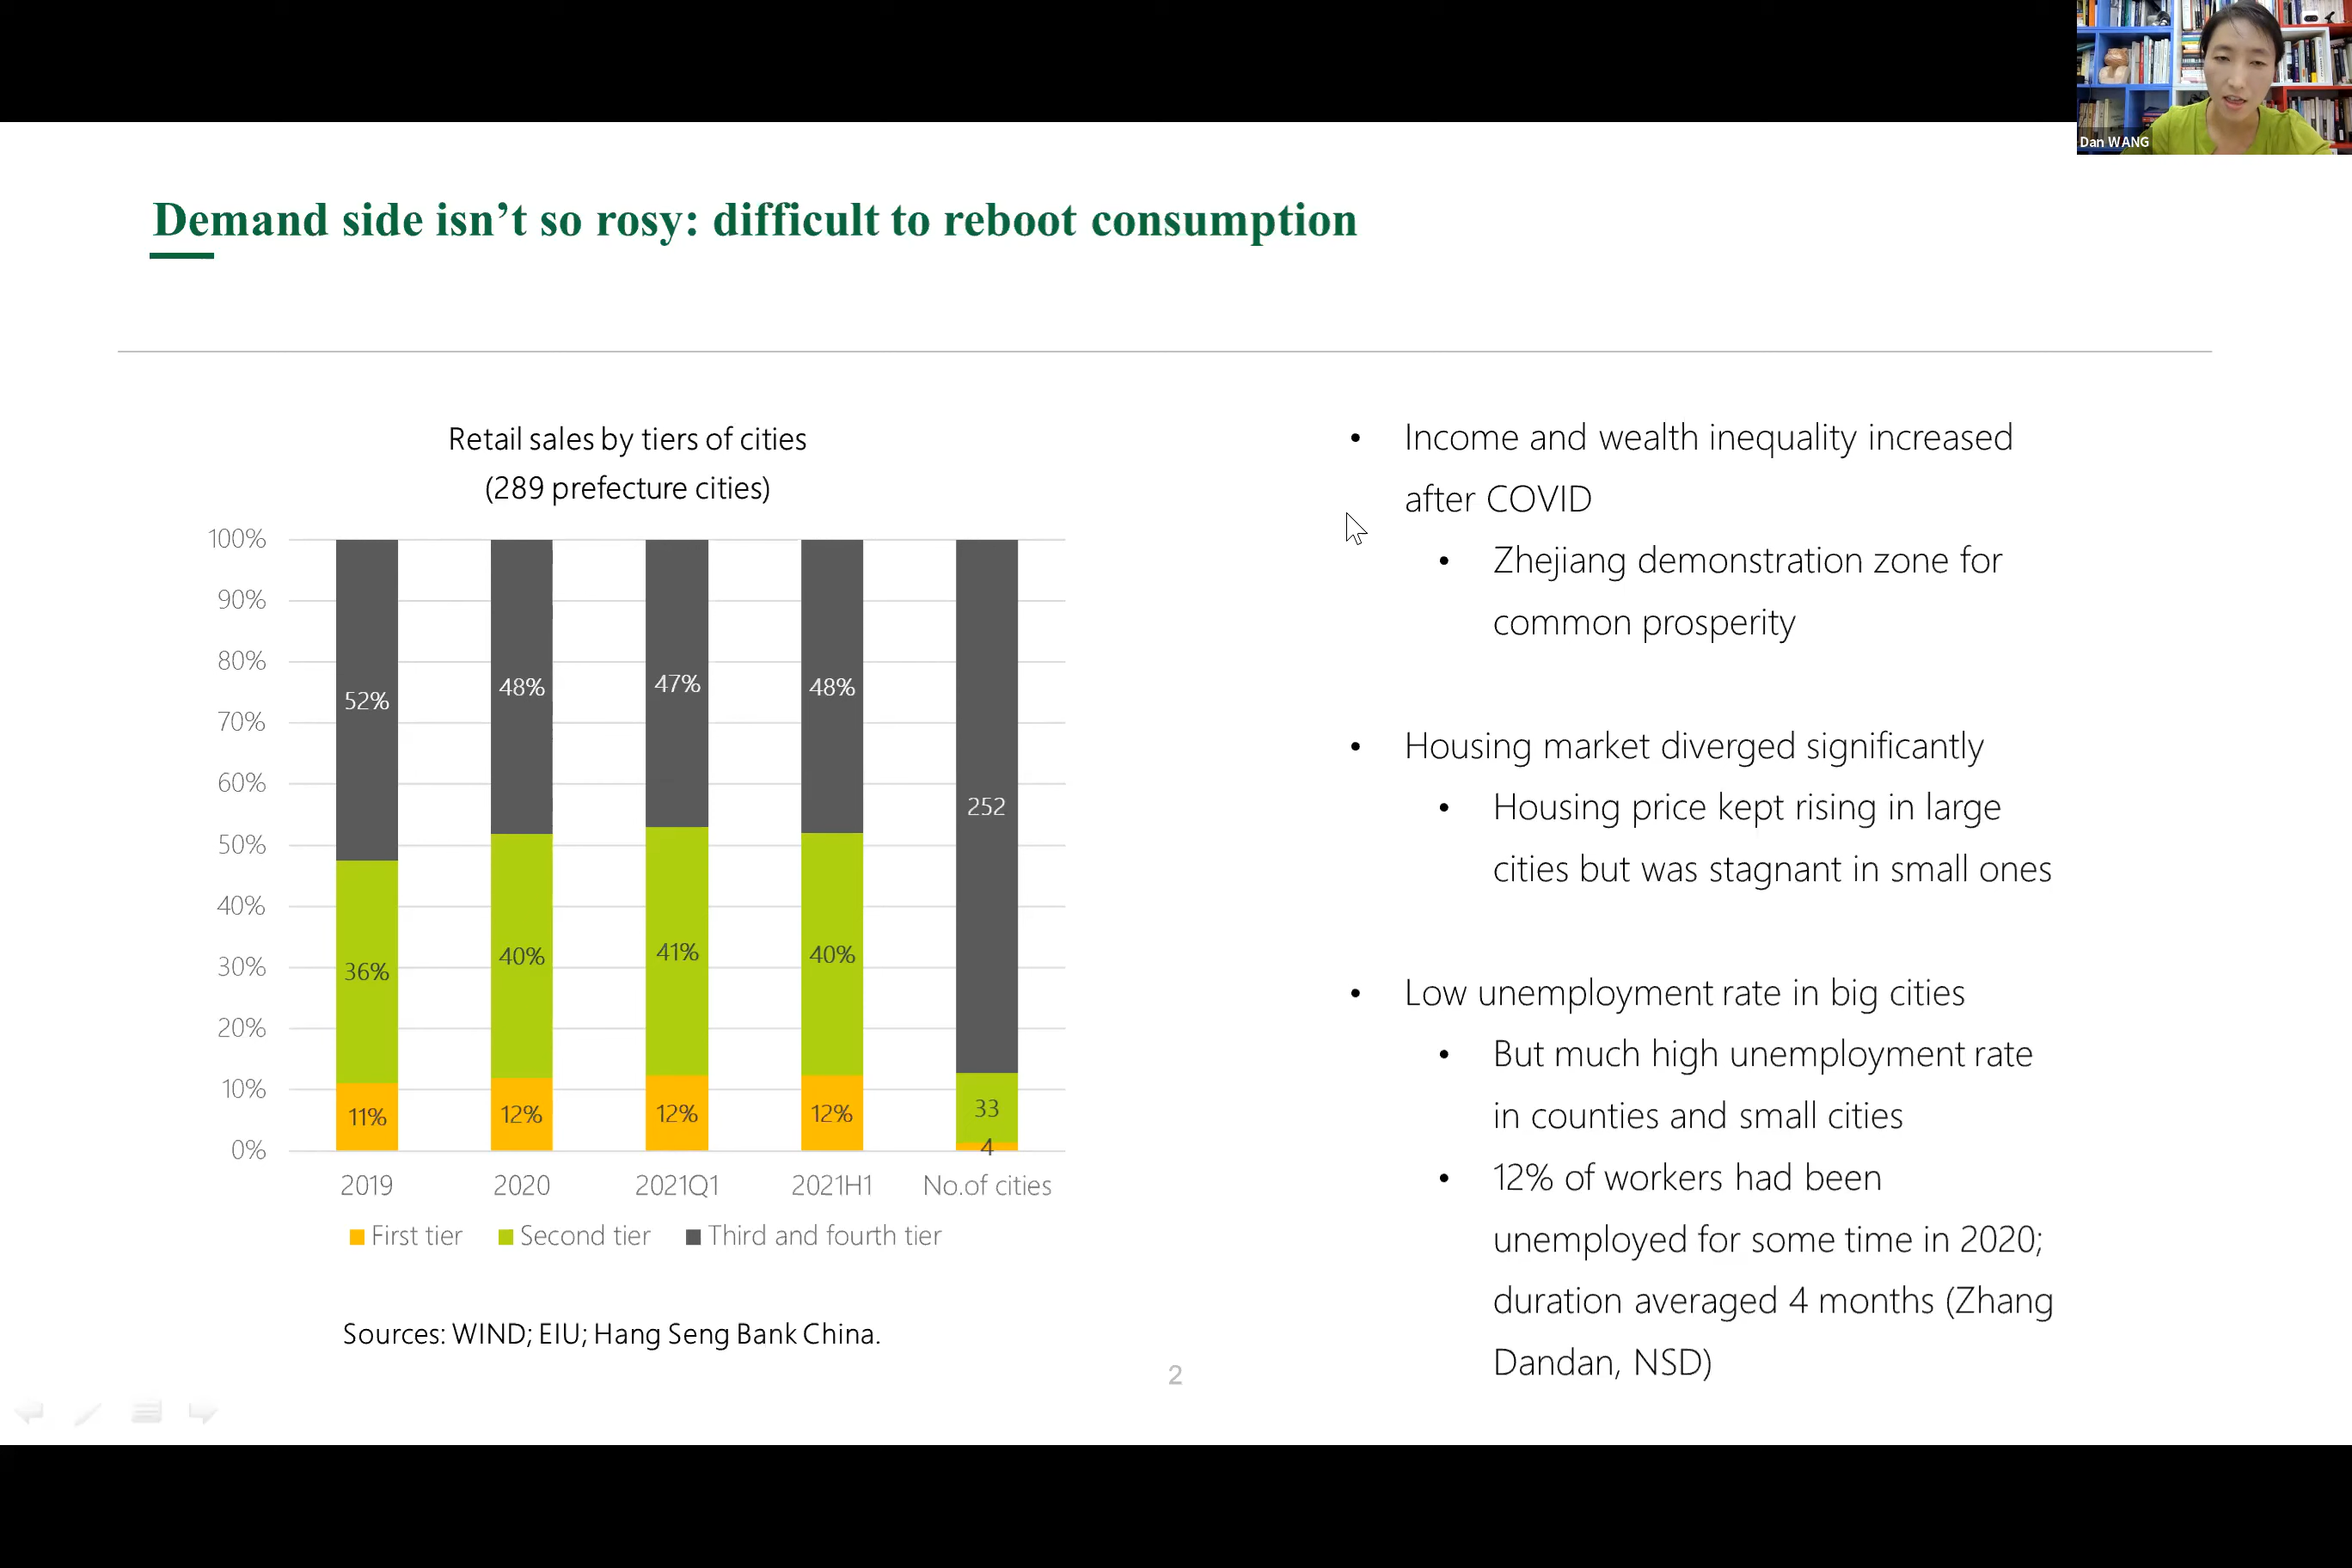 Dan WANG
Demand side isn’t so rosy: difficult to reboot consumption
Retail sales by tiers of cities
(289 prefecture cities)
100%
90%
80%
70%
60%
50%
40%
30%
20%
10%
0%
52%
48%
47%
48%
252
36%
40%
41%
40%
33
11%
12%
12%
12%
4
2019
2020
2021Q1
2021H1
No.of cities
First tier
Second tier
Third and fourth tier
Sources: WIND; EIU; Hang Seng Bank China.
• Income and wealth inequality increased
after COVID
• Zhejiang demonstration zone for
common prosperity
• Housing market diverged significantly
• Housing price kept rising in large
cities but was stagnant in small ones
• Low unemployment rate in big cities
• But much high unemployment rate
in counties and small cities
• 12% of workers had been
unemployed for some time in 2020;
duration averaged 4 months (Zhang
Dandan, NSD)
2